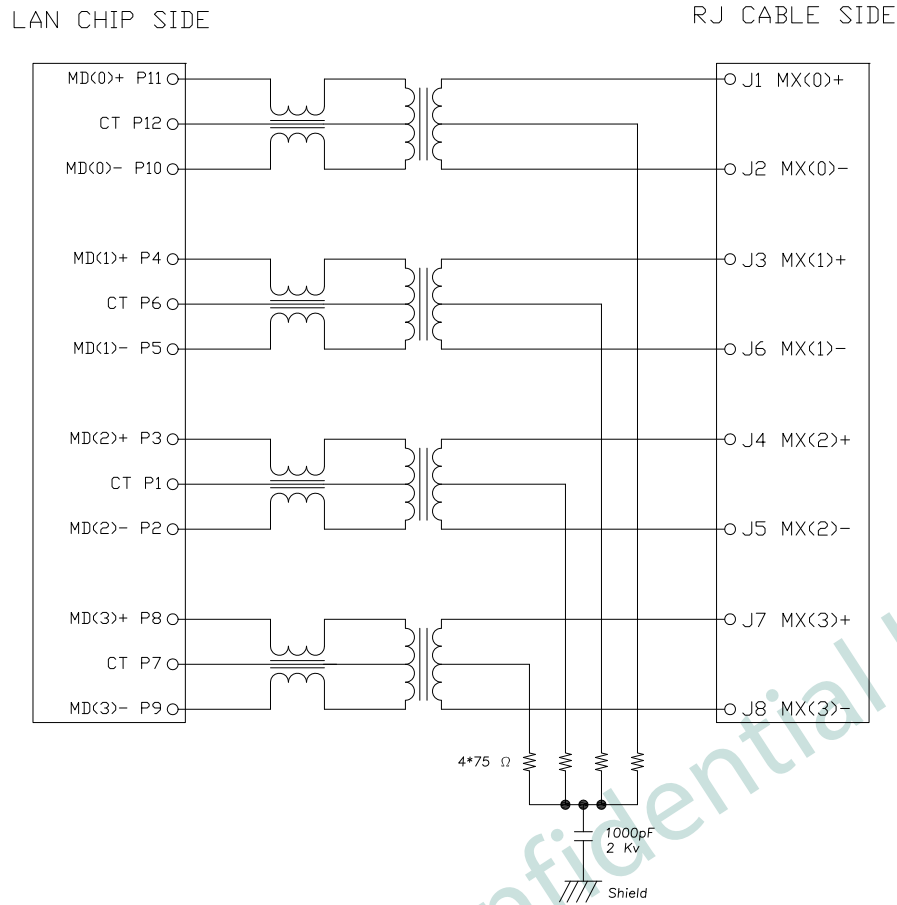 LAN CHIP SIDE
RJ CABLE SIDE
MD(0)+ P11
J1 MX(0)+
CT P12
MD(0)- P10
J2 MX(0)-
MD(1)+ P4
J3 MX(1)+
CT P6
MD(1)- P5
J6 MX(1)-
MD(2)+ P3
J4 MX(2)+
CT P1
MD(2)- P2
J5 MX(2)-
MD(3)+ P8
J7 MX(3)+
CT P7
MD(3)- P9
J8 MX(3)-
4*75 Ω
1000pF
2 Kv
Shield